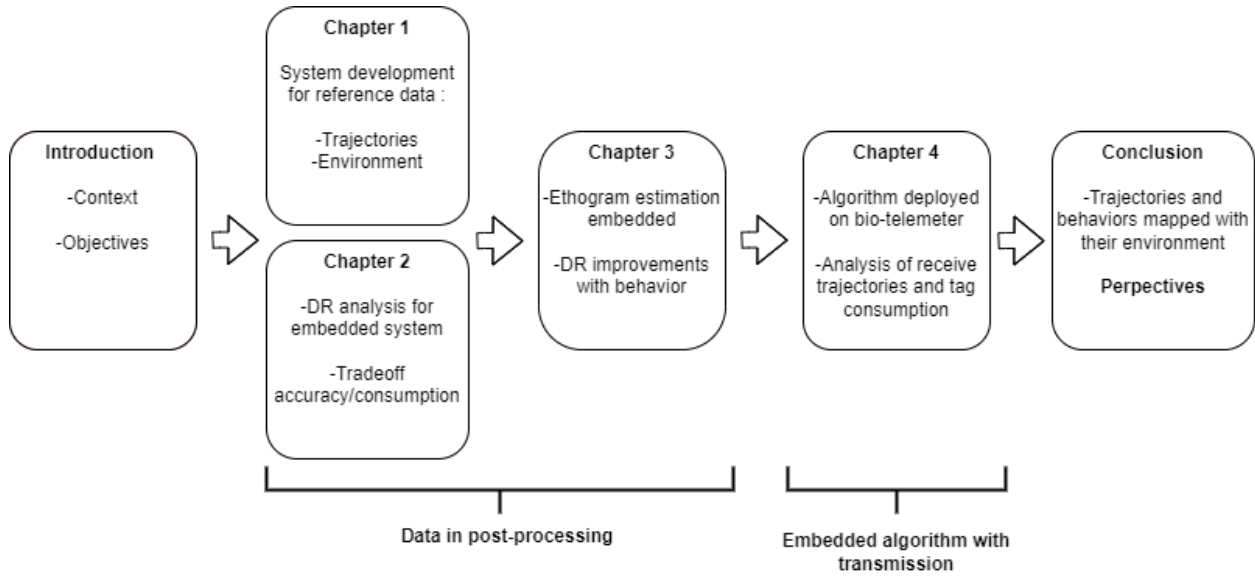 Introduction
-Context
-Objectives
Chapter 1
System development
for reference data :
-Trajectories
-Environment
Chapter 2
-DR analysis for
embedded system
-Tradeoff
accuracy/consumption
Chapter 3
-Ethogram estimation
embedded
-DR improvements
with behavior
Chapter 4
-Algorithm deployed
on bio-telemeter
-Analysis of receive
trajectories and tag
consumption
Conclusion
-Trajectories and
behaviors mapped with
their environment
Perpectives
Data in post-processing
Embedded algorithm with
transmission